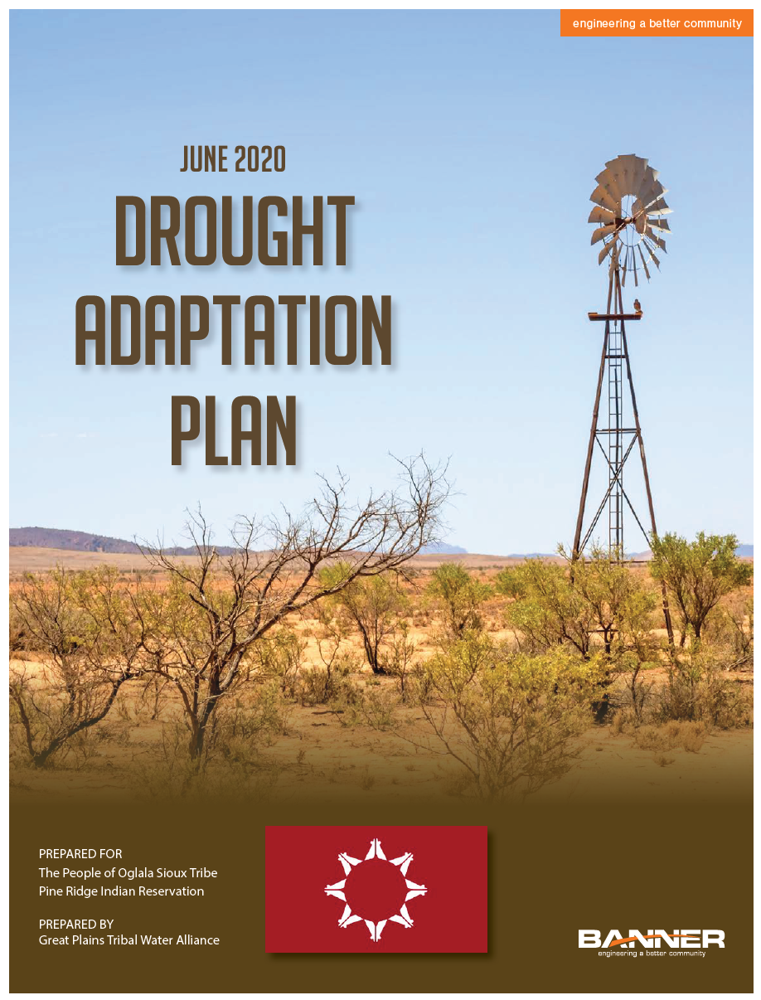 engineering a better community
JUNE 2020
DROUGHT
ADAPTATION
PLAN
PREPARED FOR
The People of Oglala Sioux Tribe
Pine Ridge Indian Reservation
PREPARED BY
Great Plains Tribal Water Alliance
BANNER
engineering a better community